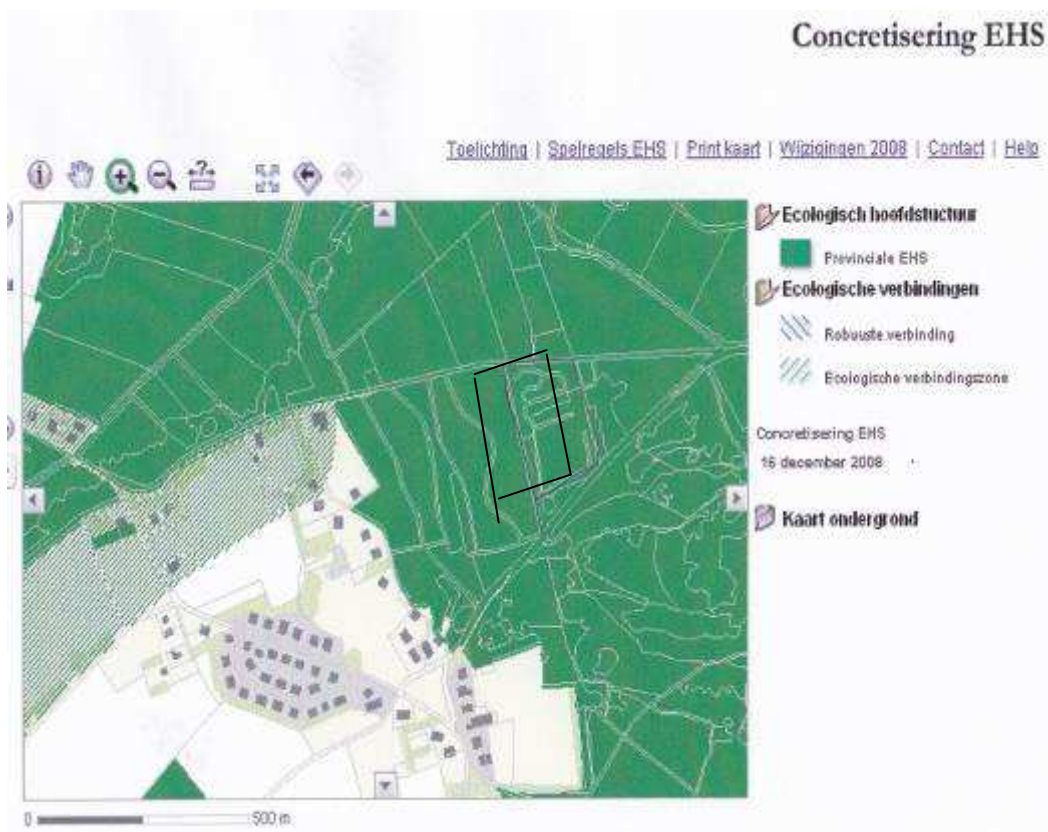 Concretisering EHS
Toelichting | Spelregels EHS | Print kaart | Wijzigingen 2008 | Contact | Help
Ecologisch hoofdstuctuur
Provinciale EHS
Ecologische verbindingen
Robuuste verbinding
Ecologische verbindingszone
Concretisering EHS
16 december 2008
Kaart ondergrond
0 500 m